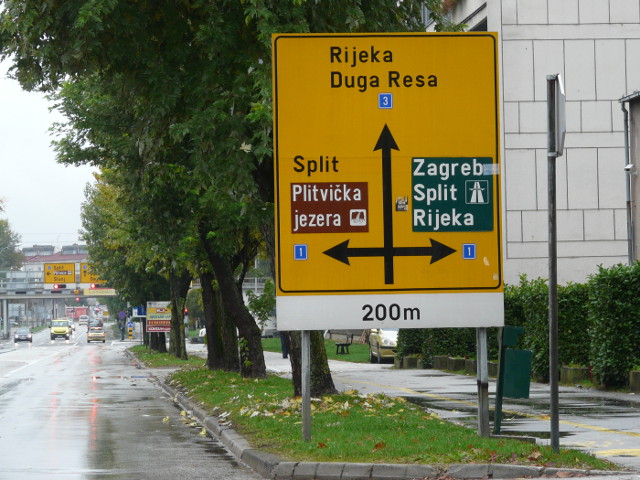 Rijeka
Duga Resa
3
Split
Plitvička
jezera
Zagreb
Split
Rijeka
1
1
200m